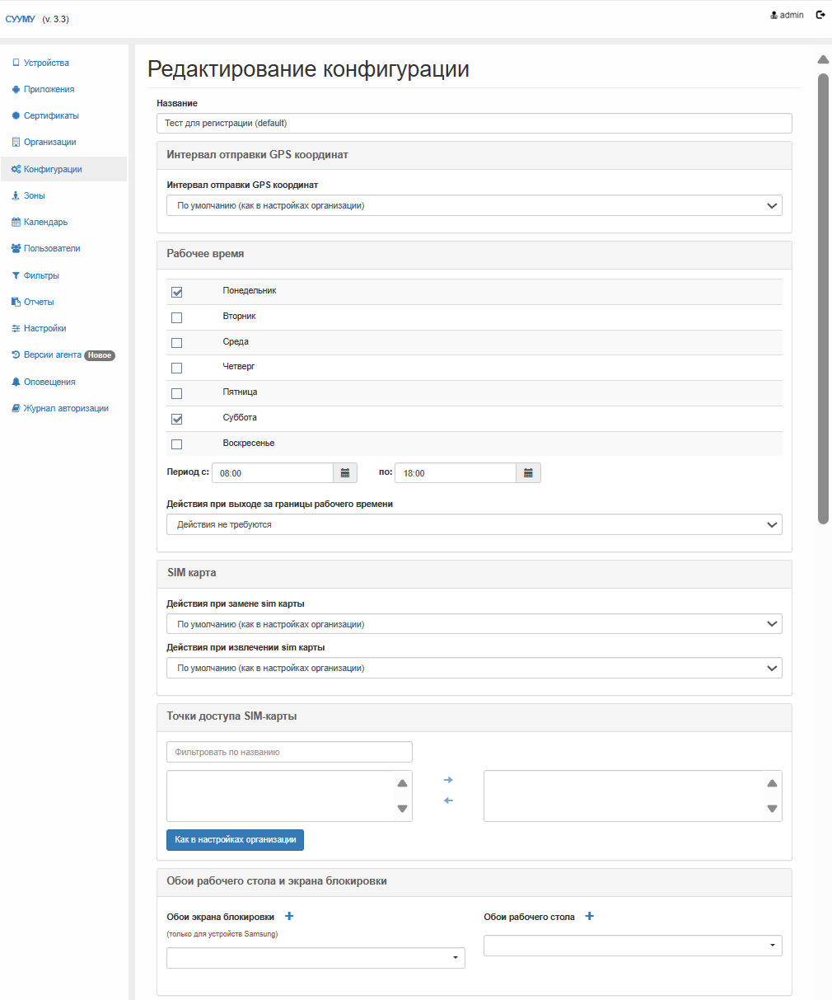 СУУМУ (v. 3.3)
admin
Устройства
Приложения
Сертификаты
Организации
Конфигурации
Зоны
Календарь
Пользователи
Фильтры
Отчеты
Настройки
Версии агента Новое
Оповещения
Журнал авторизации
Редактирование конфигурации
Название
Тест для регистрации (default)
Интервал отправки GPS координат
Интервал отправки GPS координат
По умолчанию (как в настройках организации)
Рабочее время
Понедельник
Вторник
Среда
Четверг
Пятница
Суббота
Воскресенье
Период с: 08:00 по: 18:00
Действия при выходе за границы рабочего времени
Действия не требуются
SIM карта
Действия при замене sim карты
По умолчанию (как в настройках организации)
Действия при извлечении sim карты
По умолчанию (как в настройках организации)
Точки доступа SIM-карты
Фильтровать по названию
Как в настройках организации
Обои рабочего стола и экрана блокировки
Обои экрана блокировки
(только для устройств Samsung)
Обои рабочего стола